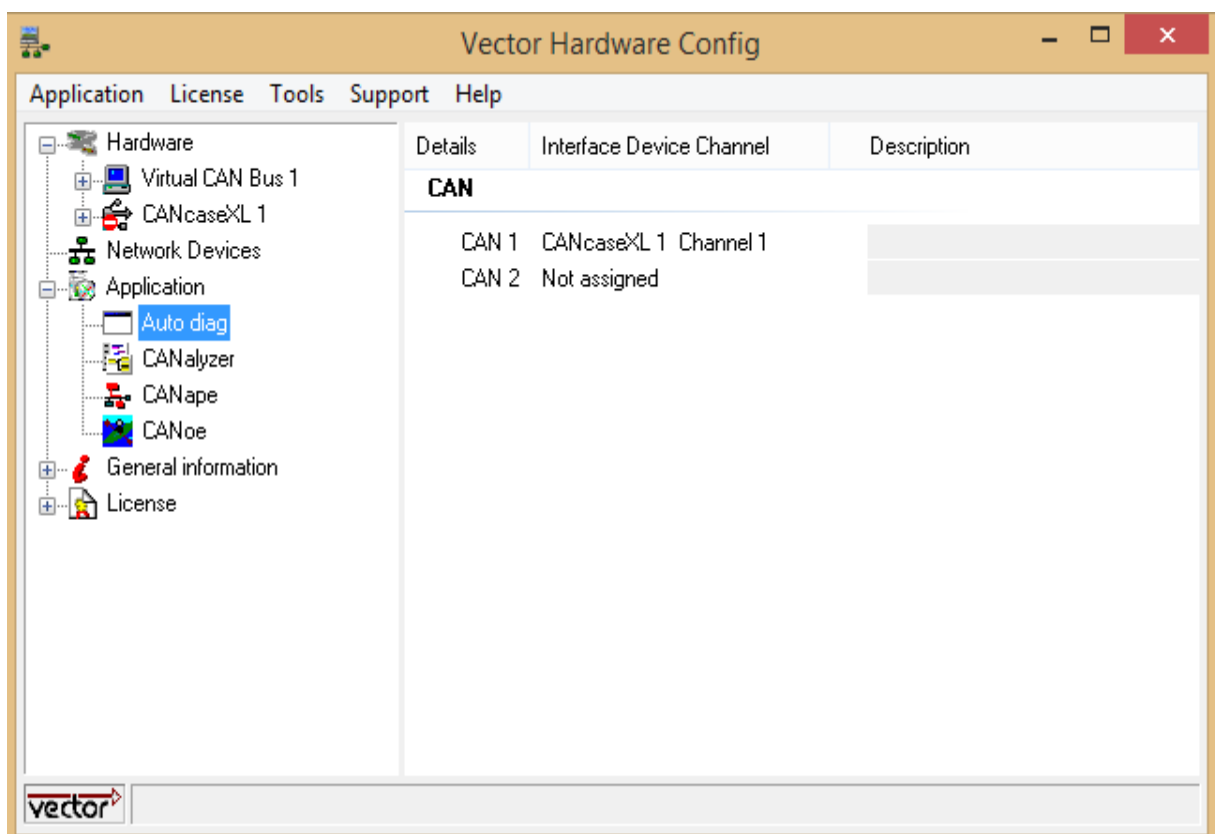 Vector Hardware Config
Application License Tools Support Help
Hardware
Virtual CAN Bus 1
CANcaseXL 1
Network Devices
Application
Auto diag
CANalyzer
CANape
CANoe
General information
License
Details Interface Device Channel Description
CAN
CAN 1 CANcaseXL 1 Channel 1
CAN 2 Not assigned
vector